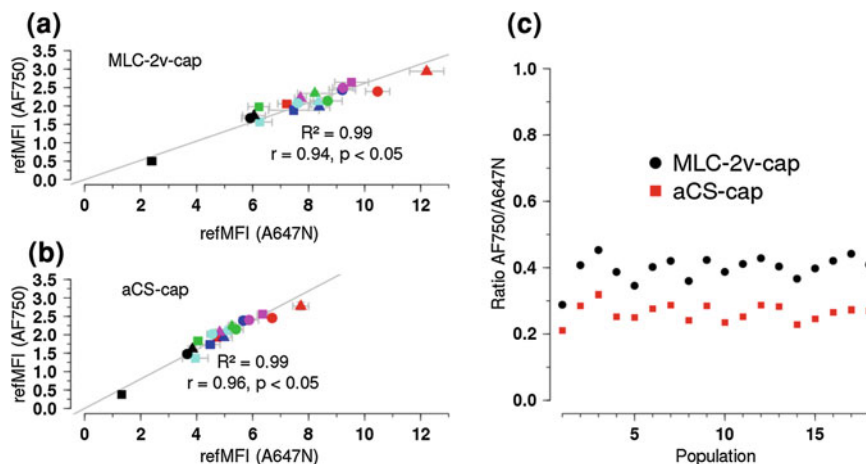 (a)
MLC-2v-cap
refMFI (AF750)
3.5
3.0
2.5
2.0
1.5
1.0
0.5
0.0
R² = 0.99
r = 0.94, p < 0.05
0 2 4 6 8 10 12
refMFI (A647N)
(b)
aCS-cap
refMFI (AF750)
3.5
3.0
2.5
2.0
1.5
1.0
0.5
0.0
R² = 0.99
r = 0.96, p < 0.05
0 2 4 6 8 10 12
refMFI (A647N)
(c)
Ratio AF750/A647N
1.0
0.8
0.6
0.4
0.2
0.0
MLC-2v-cap
aCS-cap
5 10 15
Population